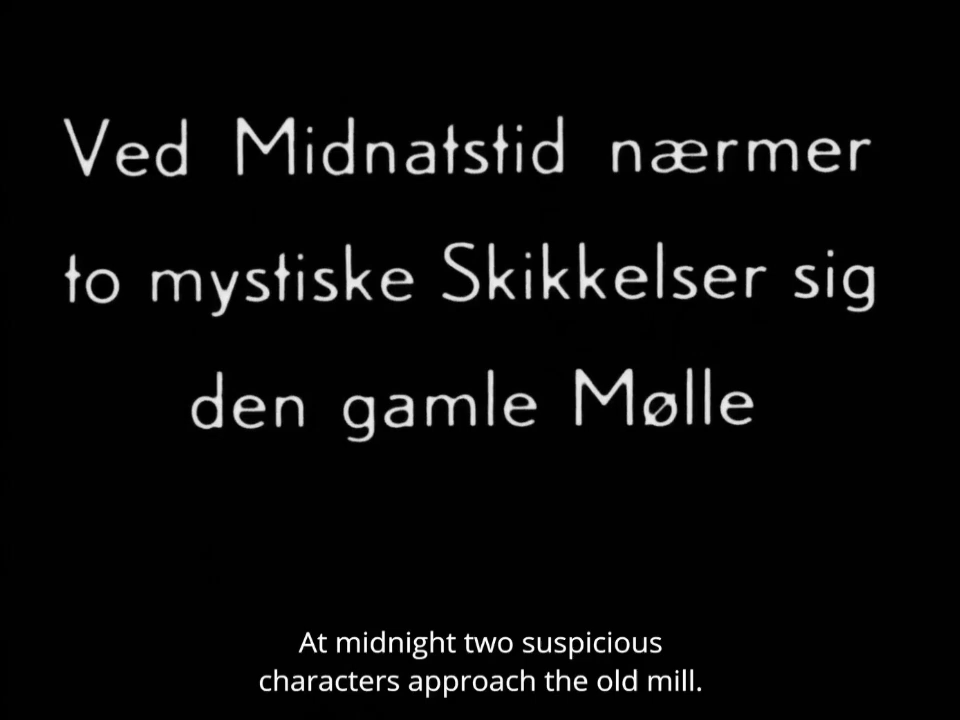 Ved Midnatstid nærmer
to mystiske Skikkelser sig
den gamle Mølle
At midnight two suspicious
characters approach the old mill.